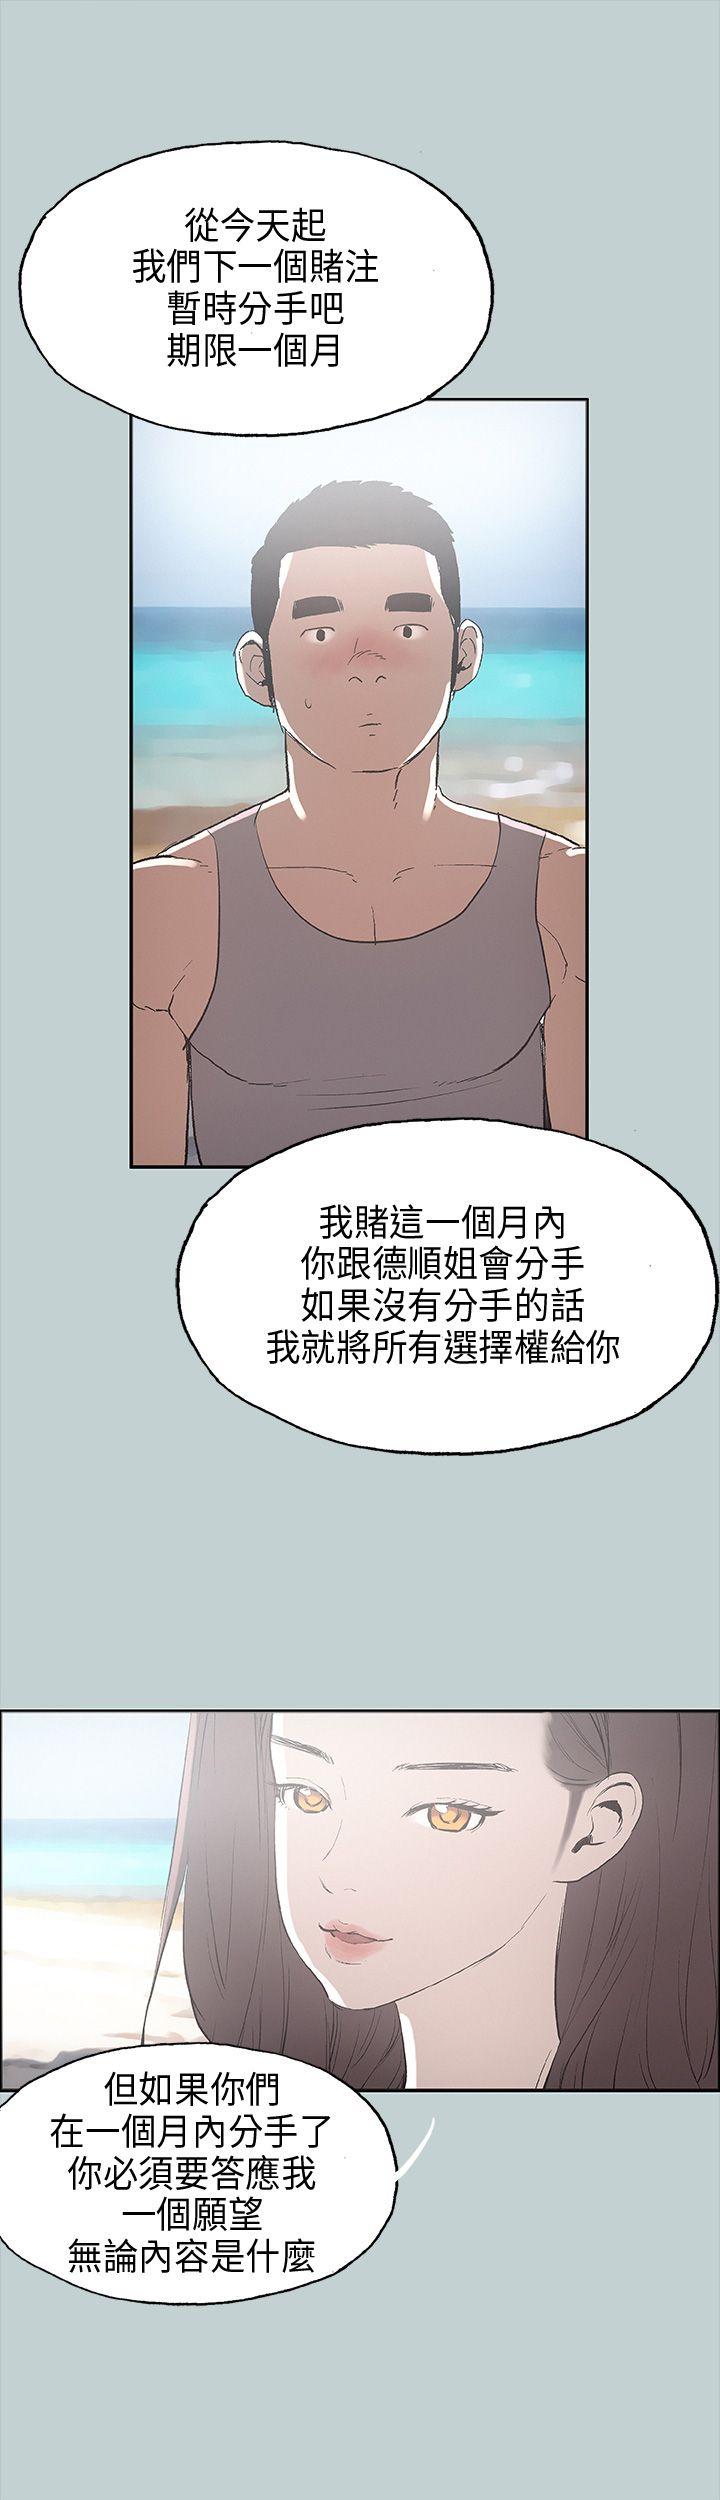 從今天起
我們下一個賭注
暫時分手吧
期限一個月
我賭這一個月內
你跟德順姐會分手
如果沒有分手的話
我就將所有選擇權給你
但如果你們
在一個月內分手了
你必須要答應我
一個願望
無論內容是什麼